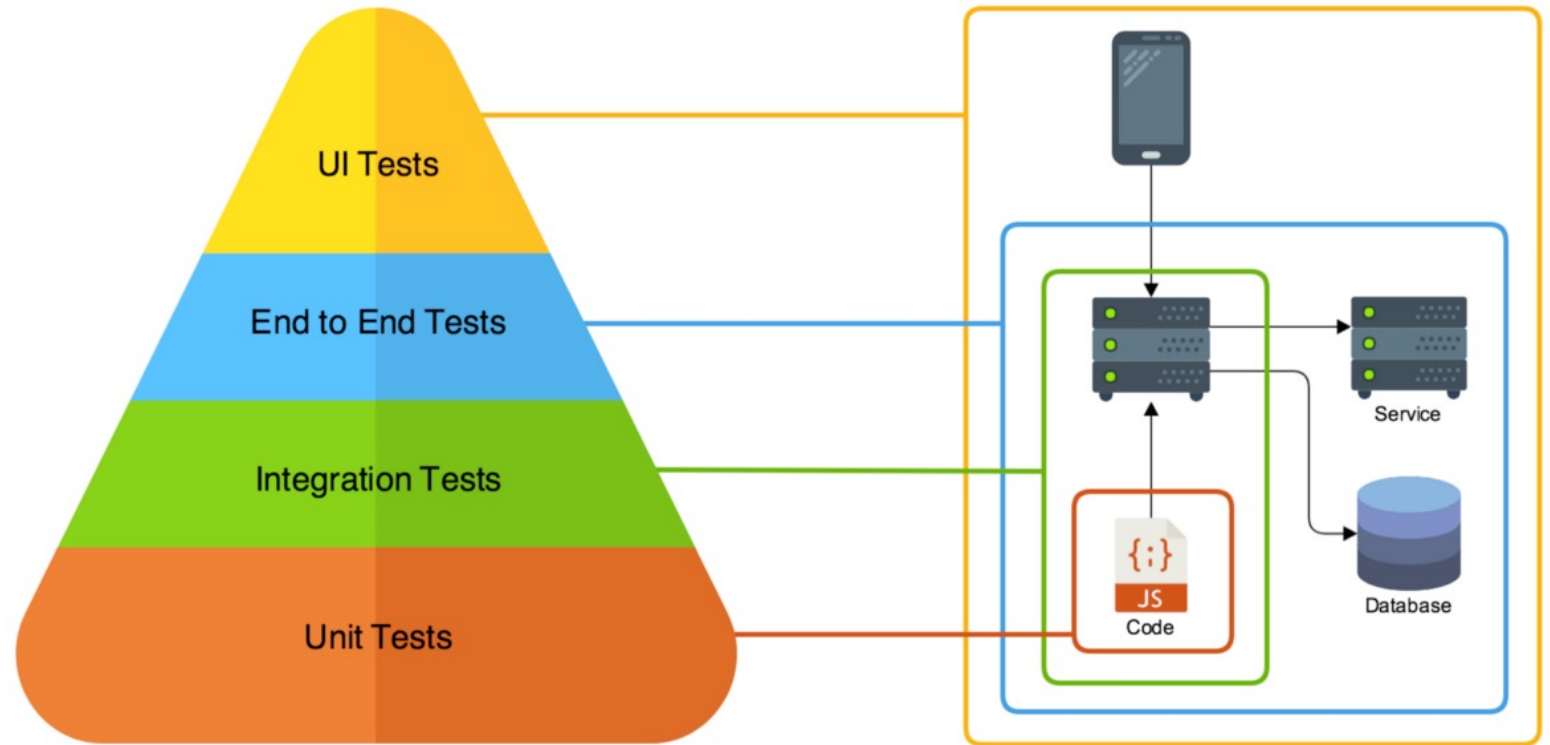 UI Tests
End to End Tests
Integration Tests
Unit Tests
Service
{;}
JS
Code
Database